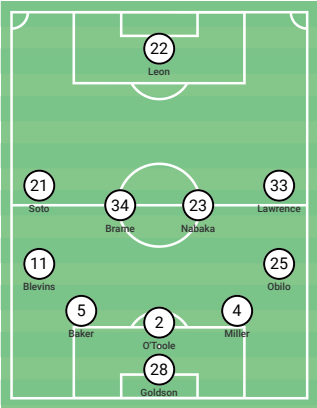 22
Leon
21
Soto
33
Lawrence
34
Brame
23
Nabaka
11
Blevins
25
Obilo
5
Baker
4
Miller
2
O'Toole
28
Goldson